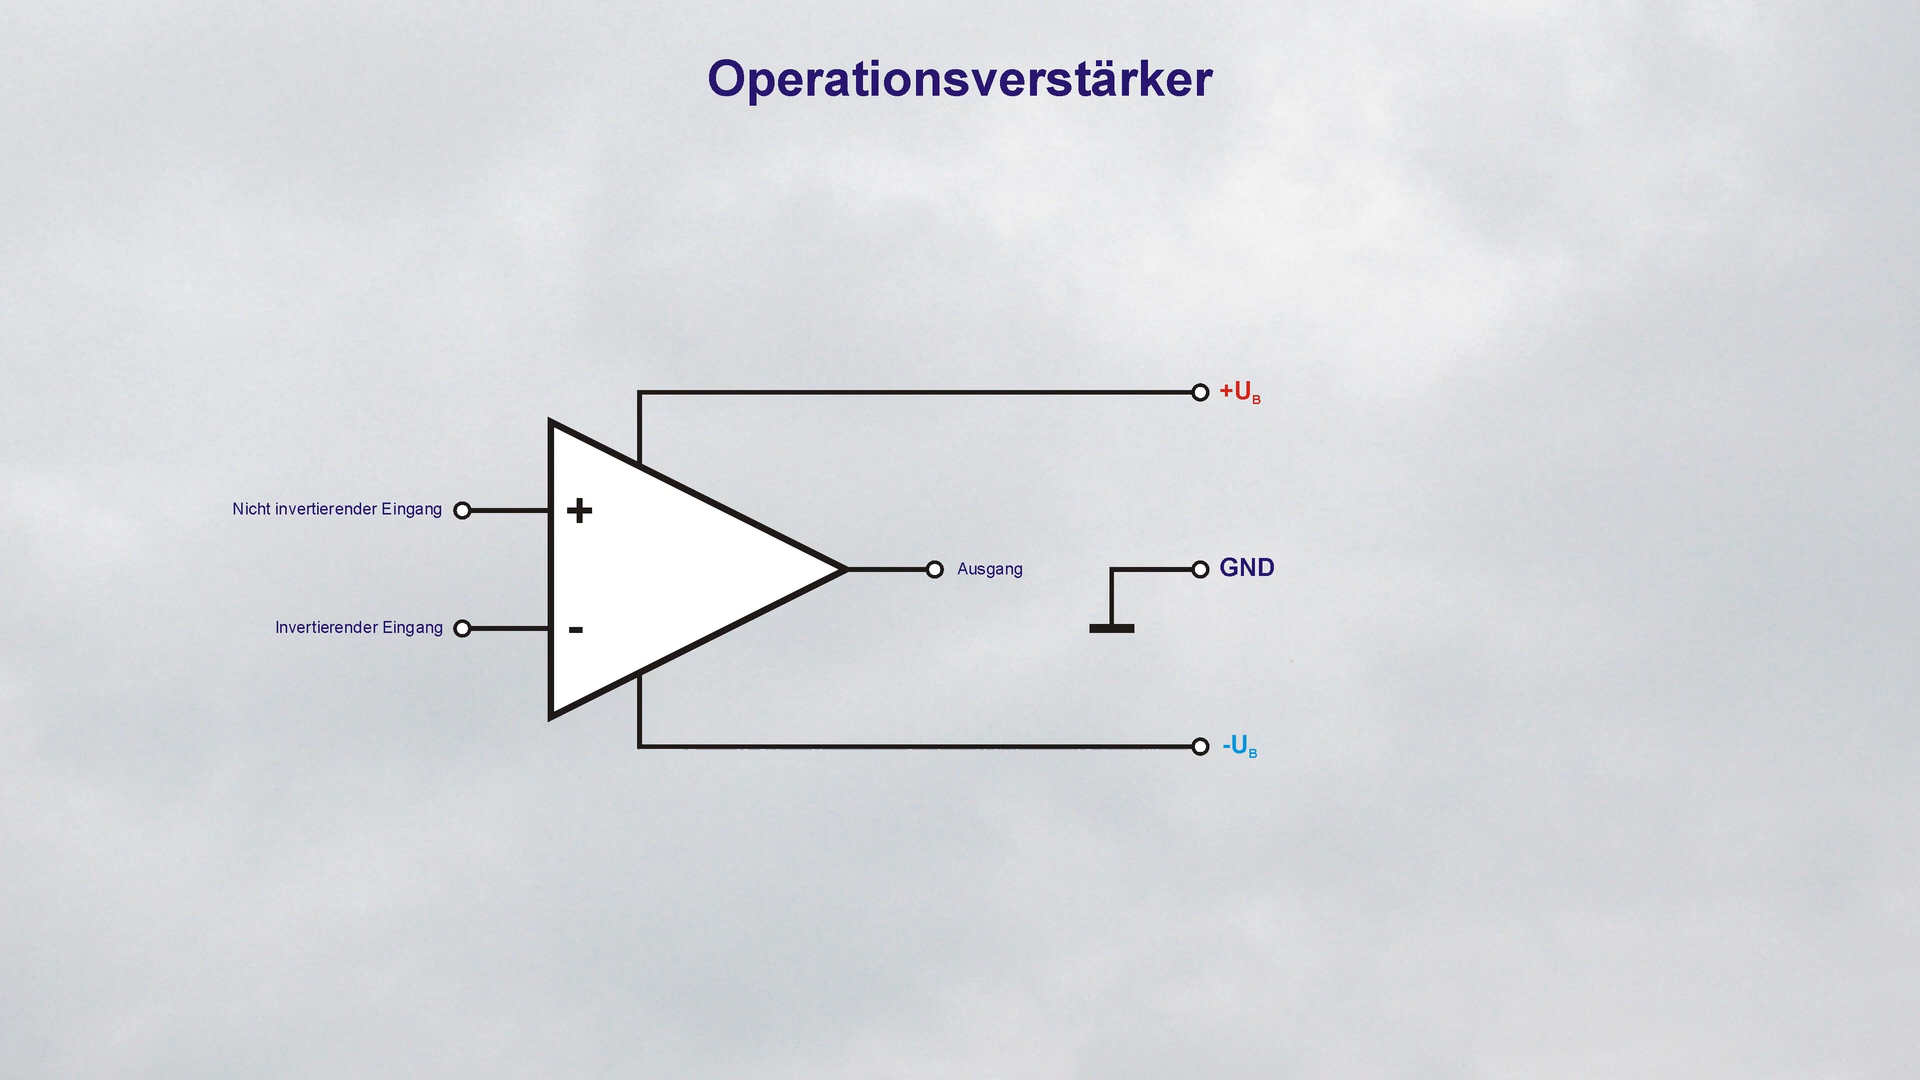 Operationsverstärker
+UB
Nicht invertierender Eingang
+
Ausgang
GND
Invertierender Eingang
-
-UB